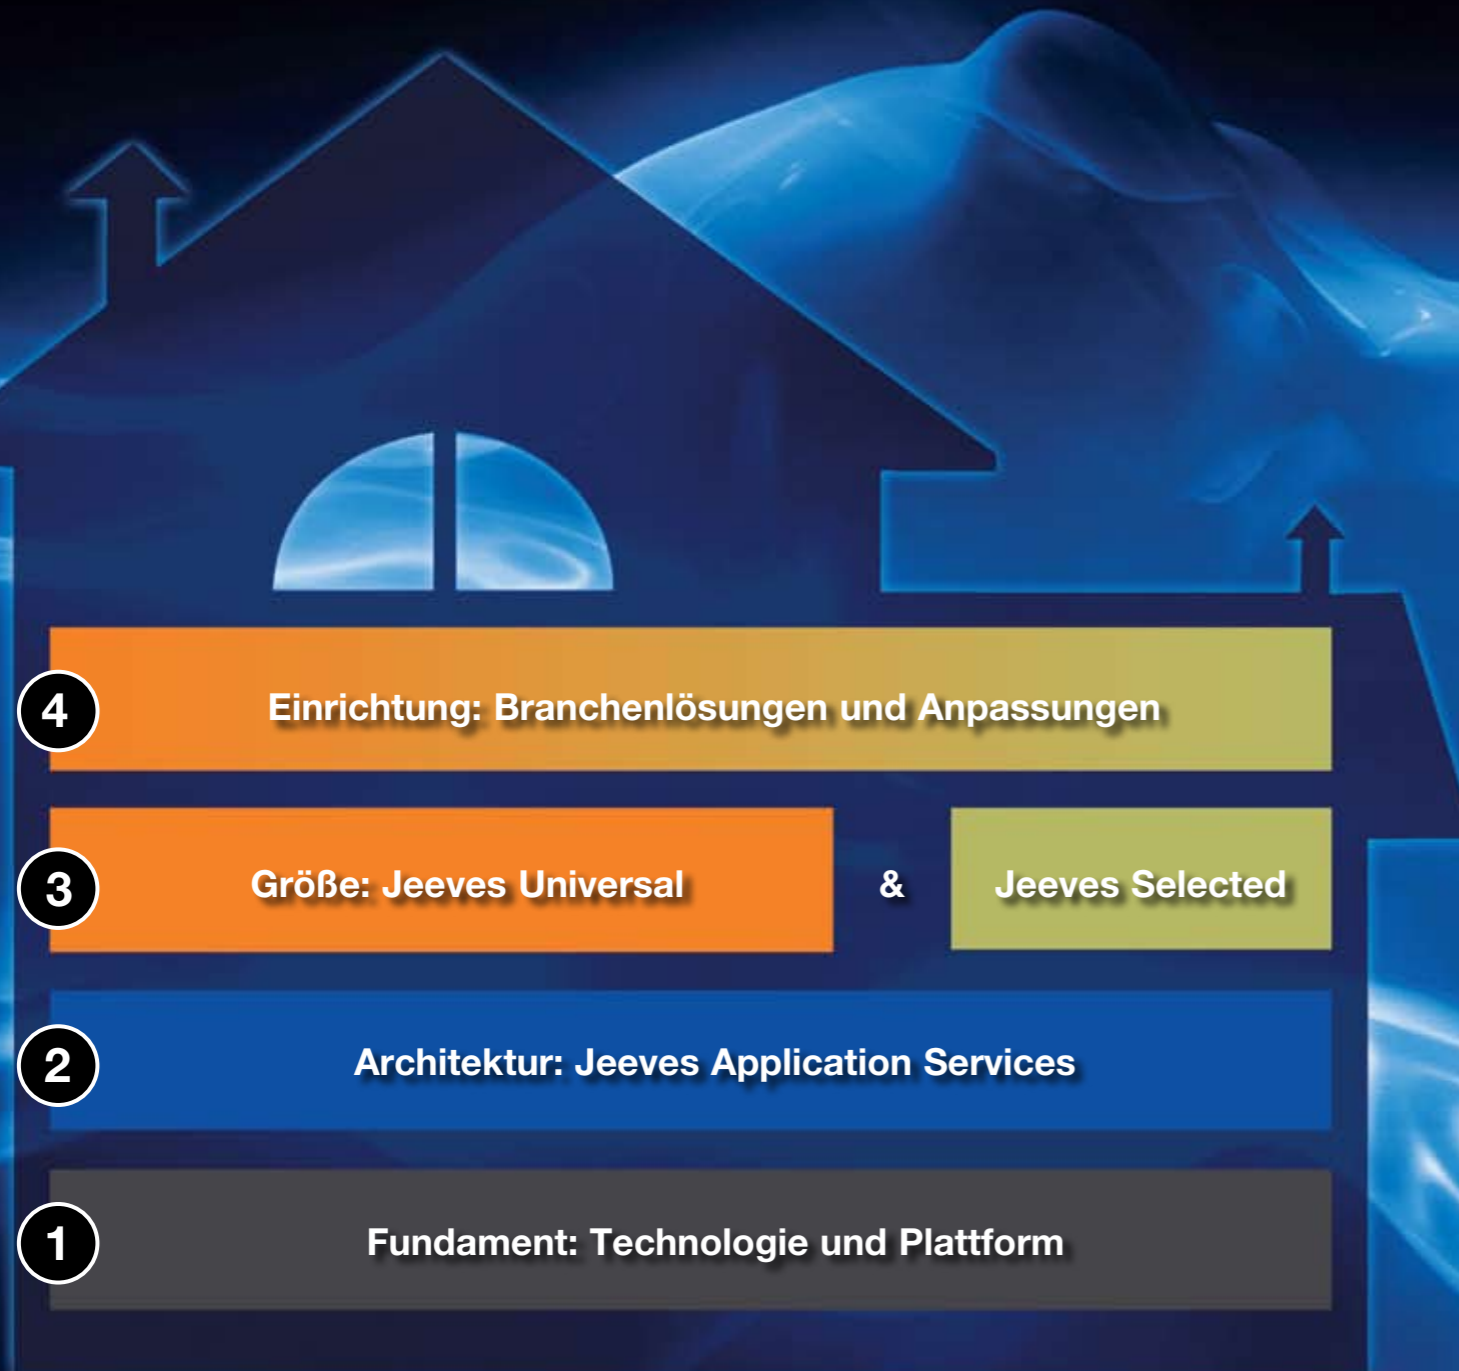 4
Einrichtung: Branchenlösungen und Anpassungen
3
Größe: Jeeves Universal & Jeeves Selected
2
Architektur: Jeeves Application Services
1
Fundament: Technologie und Plattform